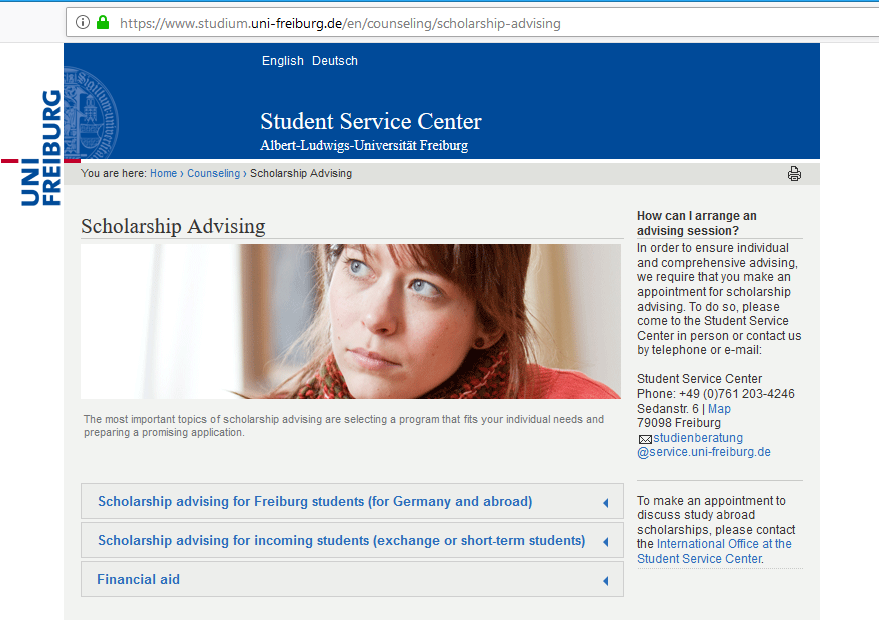 https://www.studium.uni-freiburg.de/en/counseling/scholarship-advising
English Deutsch
UNI
FREIBURG
Student Service Center
Albert-Ludwigs-Universität Freiburg
You are here: Home › Counseling › Scholarship Advising
Scholarship Advising
The most important topics of scholarship advising are selecting a program that fits your individual needs and
preparing a promising application.
Scholarship advising for Freiburg students (for Germany and abroad)
Scholarship advising for incoming students (exchange or short-term students)
Financial aid
How can I arrange an
advising session?
In order to ensure individual
and comprehensive advising,
we require that you make an
appointment for scholarship
advising. To do so, please
come to the Student Service
Center in person or contact us
by telephone or e-mail:
Student Service Center
Phone: +49 (0)761 203-4246
Sedanstr. 6 | Map
79098 Freiburg
studienberatung
@service.uni-freiburg.de
To make an appointment to
discuss study abroad
scholarships, please contact
the International Office at the
Student Service Center.